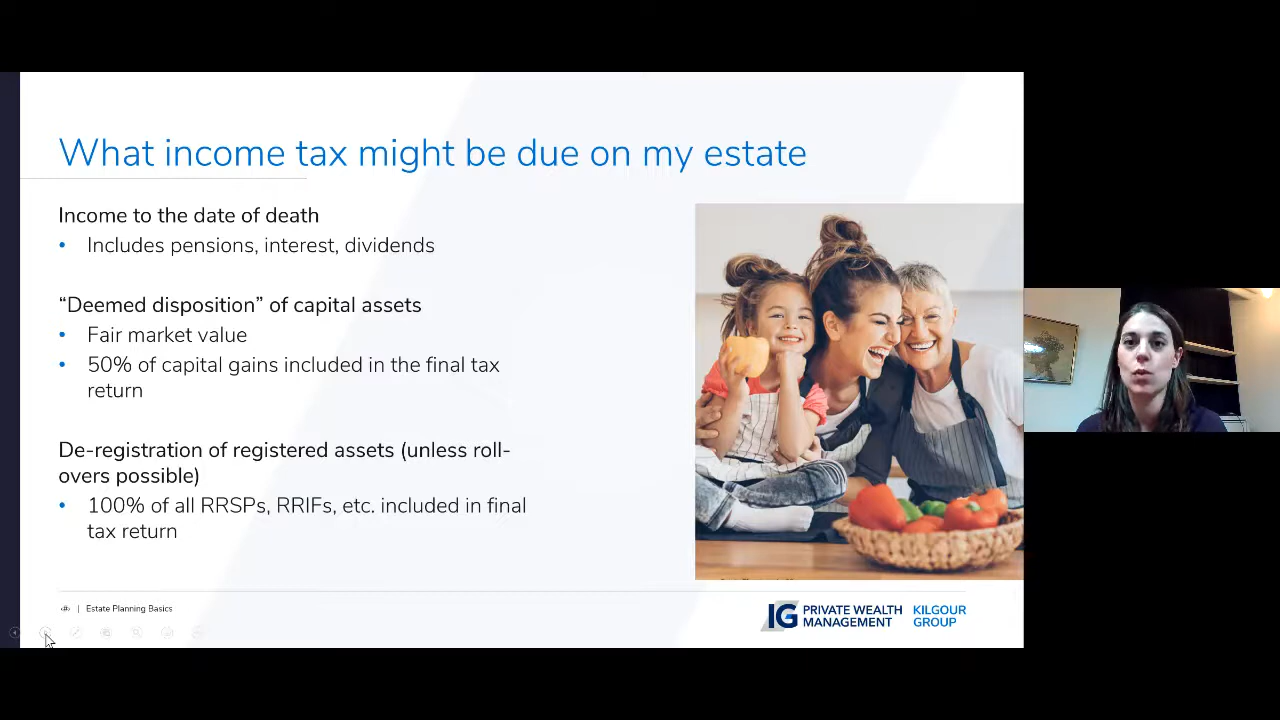 What income tax might be due on my estate
Income to the date of death
• Includes pensions, interest, dividends
“Deemed disposition” of capital assets
• Fair market value
• 50% of capital gains included in the final tax
return
De-registration of registered assets (unless roll-
overs possible)
• 100% of all RRSPs, RRIFs, etc. included in final
tax return
| Estate Planning Basics
IG PRIVATE WEALTH
MANAGEMENT
KILGOUR
GROUP